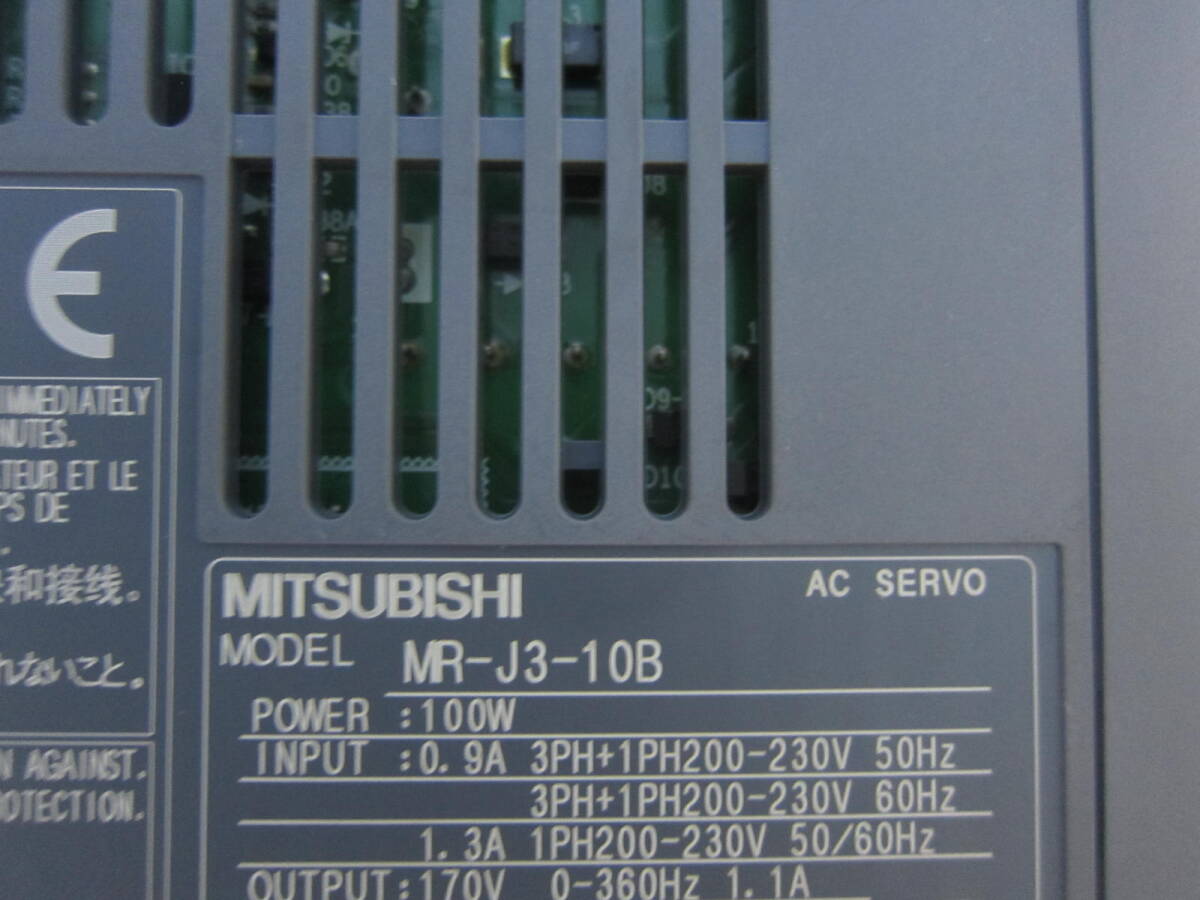 IMMEDIATELY
NUTES.
TEUR ET LE
PS DE
和接线。
れないこと。
N AGAINST.
OTECTION.
MITSUBISHI
AC SERVO
MODEL MR-J3-10B
POWER :100W
INPUT :0.9A 3PH+1PH200-230V 50Hz
3PH+1PH200-230V 60Hz
1.3A 1PH200-230V 50/60Hz
OUTPUT:170V 0-360Hz 1.1A